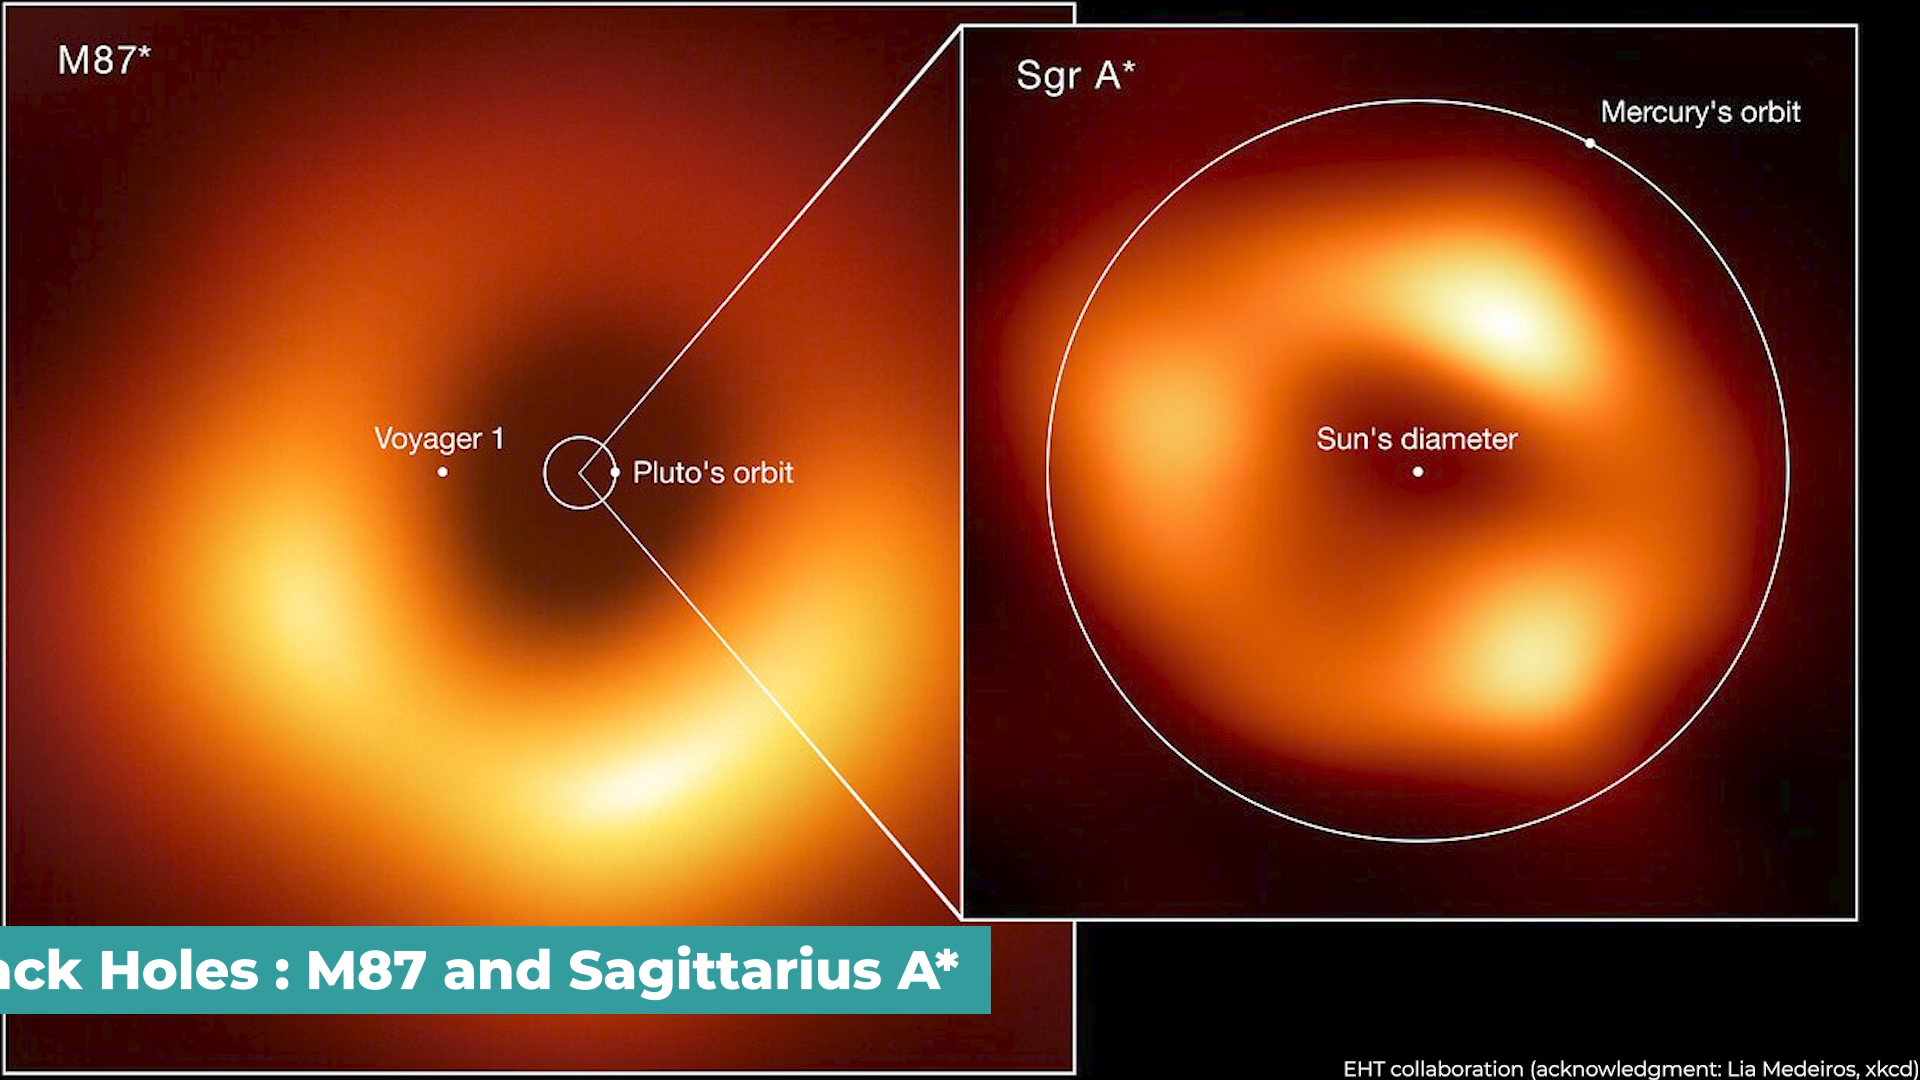 M87*
Sgr A*
Mercury's orbit
Voyager 1
Pluto's orbit
Sun's diameter
ck Holes : M87 and Sagittarius A*
EHT collaboration (acknowledgment: Lia Medeiros, xkcd)